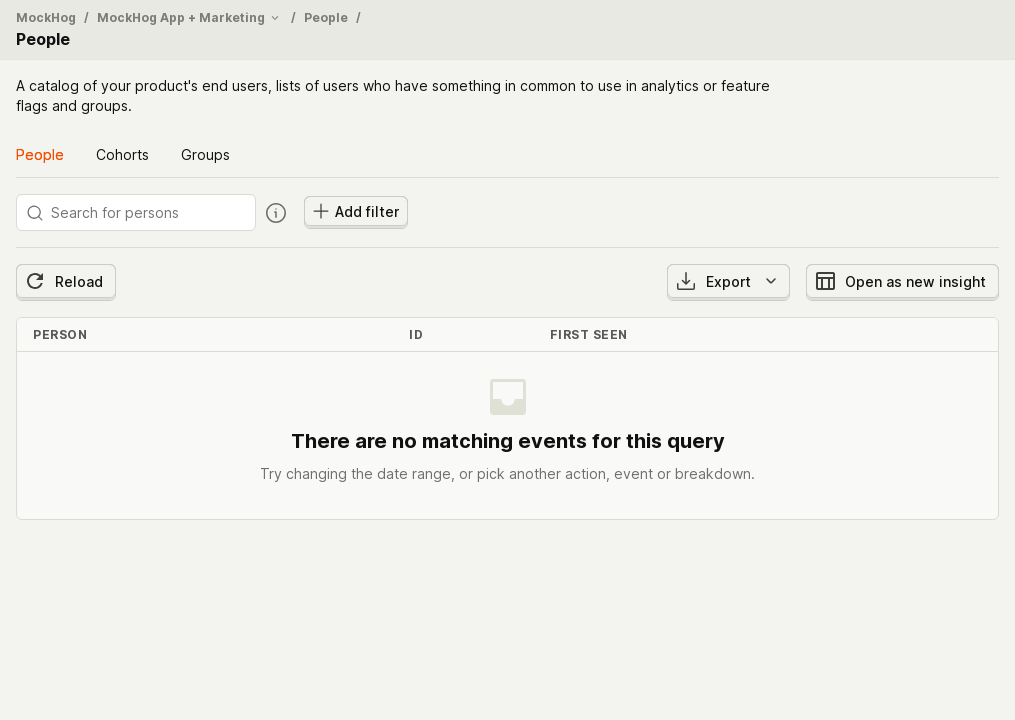 MockHog / MockHog App + Marketing / People /
People
A catalog of your product's end users, lists of users who have something in common to use in analytics or feature
flags and groups.
People Cohorts Groups
Search for persons Add filter
Reload Export Open as new insight
PERSON ID FIRST SEEN
There are no matching events for this query
Try changing the date range, or pick another action, event or breakdown.